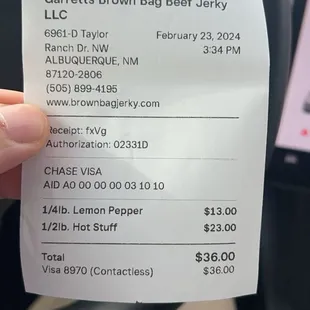 Garretts Brown Bag Beef Jerky
LLC
6961-D Taylor
Ranch Dr. NW
ALBUQUERQUE, NM
87120-2806
(505) 899-4195
www.brownbagjerky.com
February 23, 2024
3:34 PM
Receipt: fxVg
Authorization: 02331D
CHASE VISA
AID A0 00 00 00 03 10 10
1/4lb. Lemon Pepper $13.00
1/2lb. Hot Stuff $23.00
Total $36.00
Visa 8970 (Contactless) $36.00